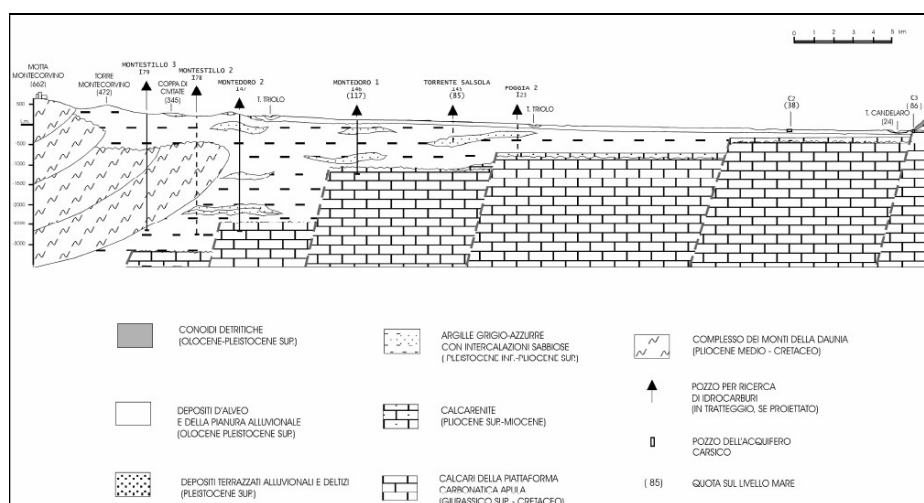 0 1 2 3 4 5 km
MOTTA
MONTECORVINO
(662)
TORRE
MONTECORVINO
(472)
MONTESTILLO 3
I79
COPPA DI
CIVITATE
(345)
MONTESTILLO 2
I78
MONTEDORO 2
I47
T. TRIOLO
MONTEDORO 1
I46
(117)
TORRENTE SALSOLA
I45
(85)
FOGGIA 2
I23
T. TRIOLO
C2
(38)
T. CANDELARO
(24)
C3
(86)
500
-500
-1000
-1500
-2000
-2500
-3000
CONOIDI DETRITICHE
(OLOCENE-PLEISTOCENE SUP.)
DEPOSITI D'ALVEO
E DELLA PIANURA ALLUVIONALE
(OLOCENE PLEISTOCENE SUP.)
DEPOSITI TERRAZZATI ALLUVIONALI E DELTIZI
(PLEISTOCENE SUP.)
ARGILLE GRIGIO-AZZURRE
CON INTERCALAZIONI SABBIOSE
( PLEISTOCENE INF.-PLIOCENE SUP.)
CALCARENITE
(PLIOCENE SUP.-MIOCENE)
CALCARI DELLA PIATTAFORMA
CARBONATICA APULA
(GIURASSICO SUP. - CRETACEO)
COMPLESSO DEI MONTI DELLA DAUNIA
(PLIOCENE MEDIO - CRETACEO)
POZZO PER RICERCA
DI IDROCARBURI
(IN TRATTEGGIO, SE PROIETTATO)
POZZO DELL'ACQUIFERO
CARSICO
( 85) QUOTA SUL LIVELLO MARE